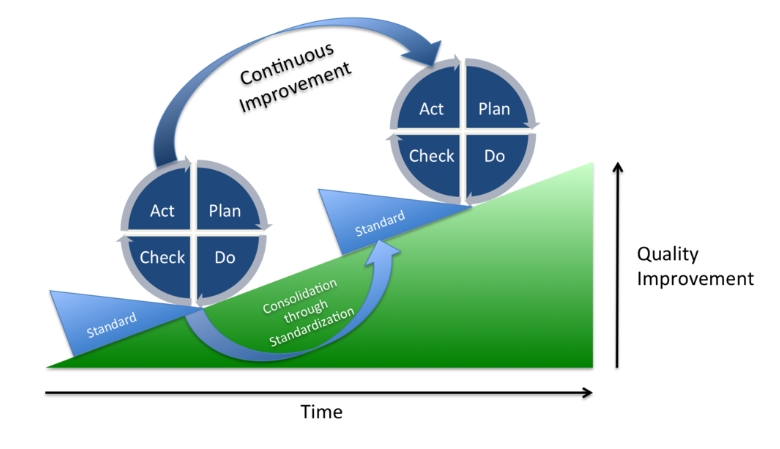 Continuous
Improvement
Act
Plan
Check
Do
Act
Plan
Check
Do
Standard
Standard
Consolidation
through
Standardization
Quality
Improvement
Time